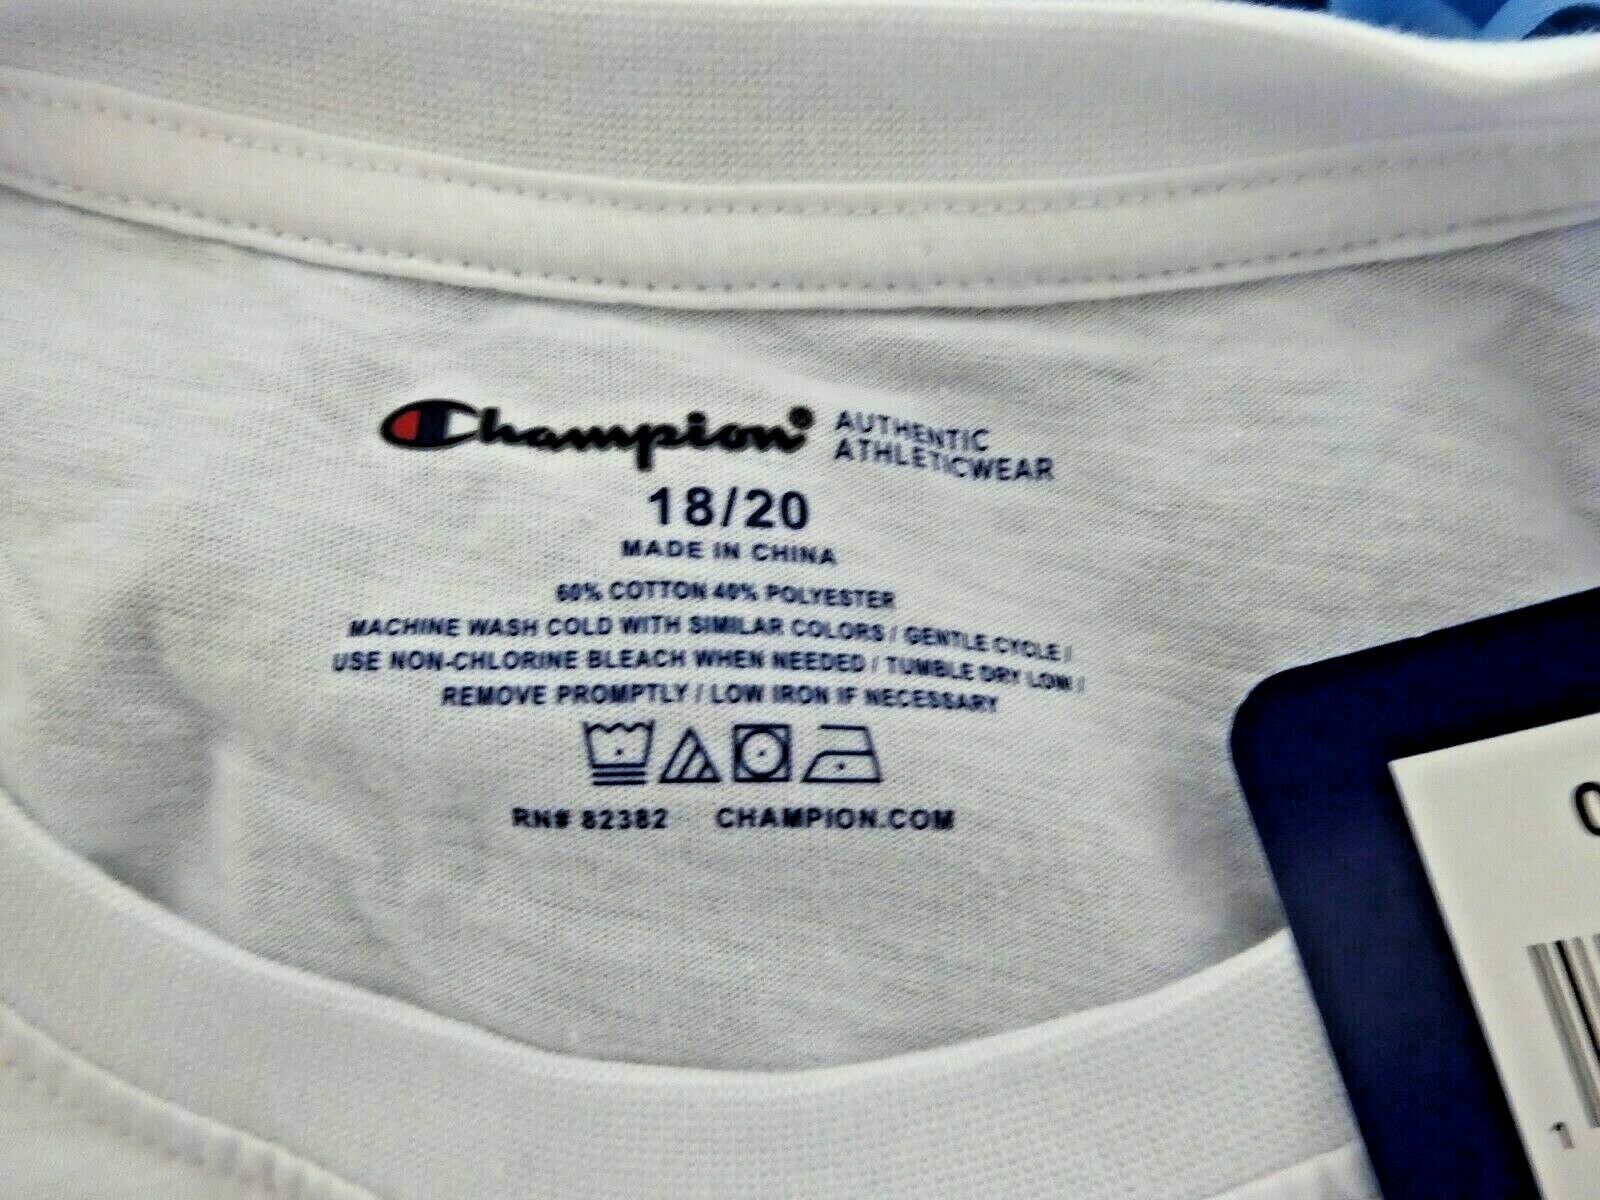 Champion® AUTHENTIC
ATHLETICWEAR
18/20
MADE IN CHINA
60% COTTON 40% POLYESTER
MACHINE WASH COLD WITH SIMILAR COLORS / GENTLE CYCLE /
USE NON-CHLORINE BLEACH WHEN NEEDED / TUMBLE DRY LOW /
REMOVE PROMPTLY / LOW IRON IF NECESSARY
RN# 82382 CHAMPION.COM
0
1